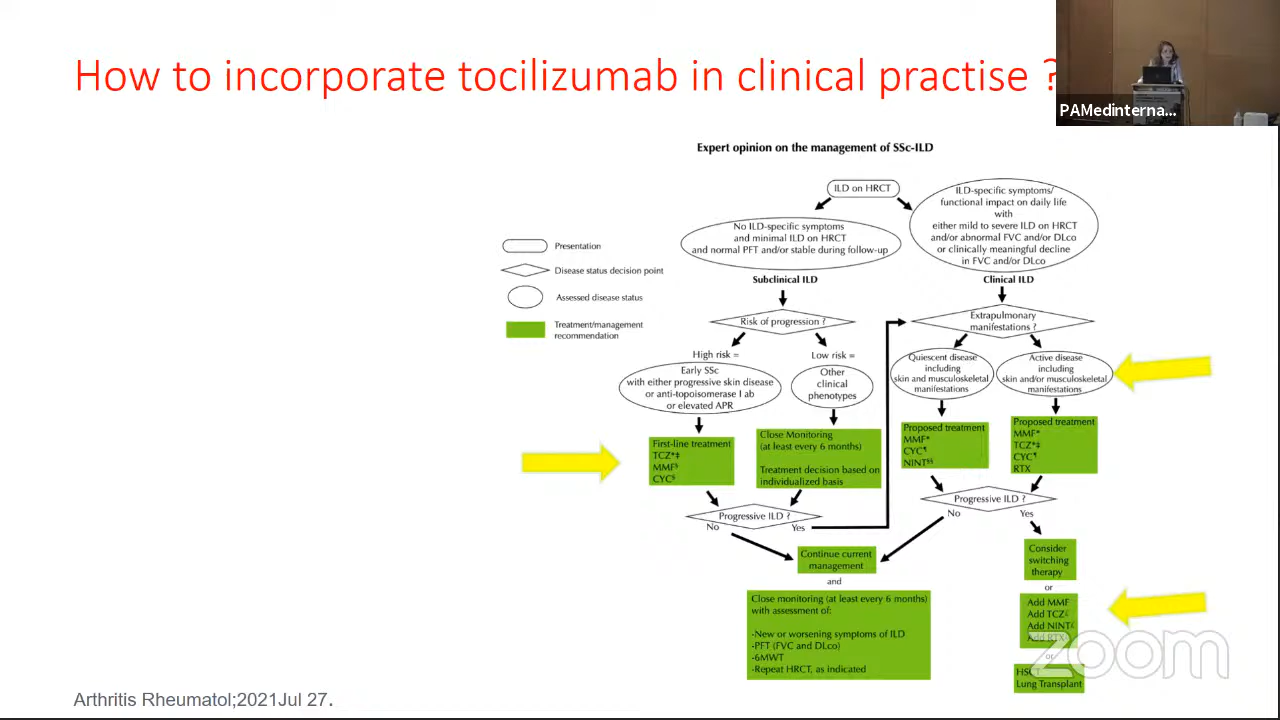 How to incorporate tocilizumab in clinical practise ?
PAMedinterna...
Expert opinion on the management of SSc-ILD
ILD on HRCT
ILD-specific symptoms/
functional impact on daily life
with
either mild to severe ILD on HRCT
and/or abnormal FVC and/or DLco
or clinically meaningful decline
in FVC and/or DLco
No ILD-specific symptoms
and minimal ILD on HRCT
and normal PFT and/or stable during follow-up
Presentation
Disease status decision point
Assessed disease status
Treatment/management
recommendation
Subclinical ILD
Clinical ILD
Risk of progression ?
Extrapulmonary
manifestations ?
High risk =
Low risk =
Early SSc
with either progressive skin disease
or anti-topoisomerase I ab
or elevated APR
Other
clinical
phenotypes
Quiescent disease
including
skin and musculoskeletal
manifestations
Active disease
including
skin and/or musculoskeletal
manifestations
First-line treatment
TCZ*‡
MMF§
CYC§
Close Monitoring
(at least every 6 months)
Treatment decision based on
individualized basis
Proposed treatment
MMF*
CYC¶
NINT§§
Proposed treatment
MMF*
TCZ*‡
CYC¶
RTX
Progressive ILD ?
No
Yes
Progressive ILD ?
No
Yes
Continue current
management
and
Close monitoring (at least every 6 months)
with assessment of:
-New or worsening symptoms of ILD
-PFT (FVC and DLco)
-6MWT
-Repeat HRCT, as indicated
Consider
switching
therapy
or
Add MMF
Add TCZ
Add NINT
Add RTX
or
HSCT
Lung Transplant
zoom
Arthritis Rheumatol;2021Jul 27.